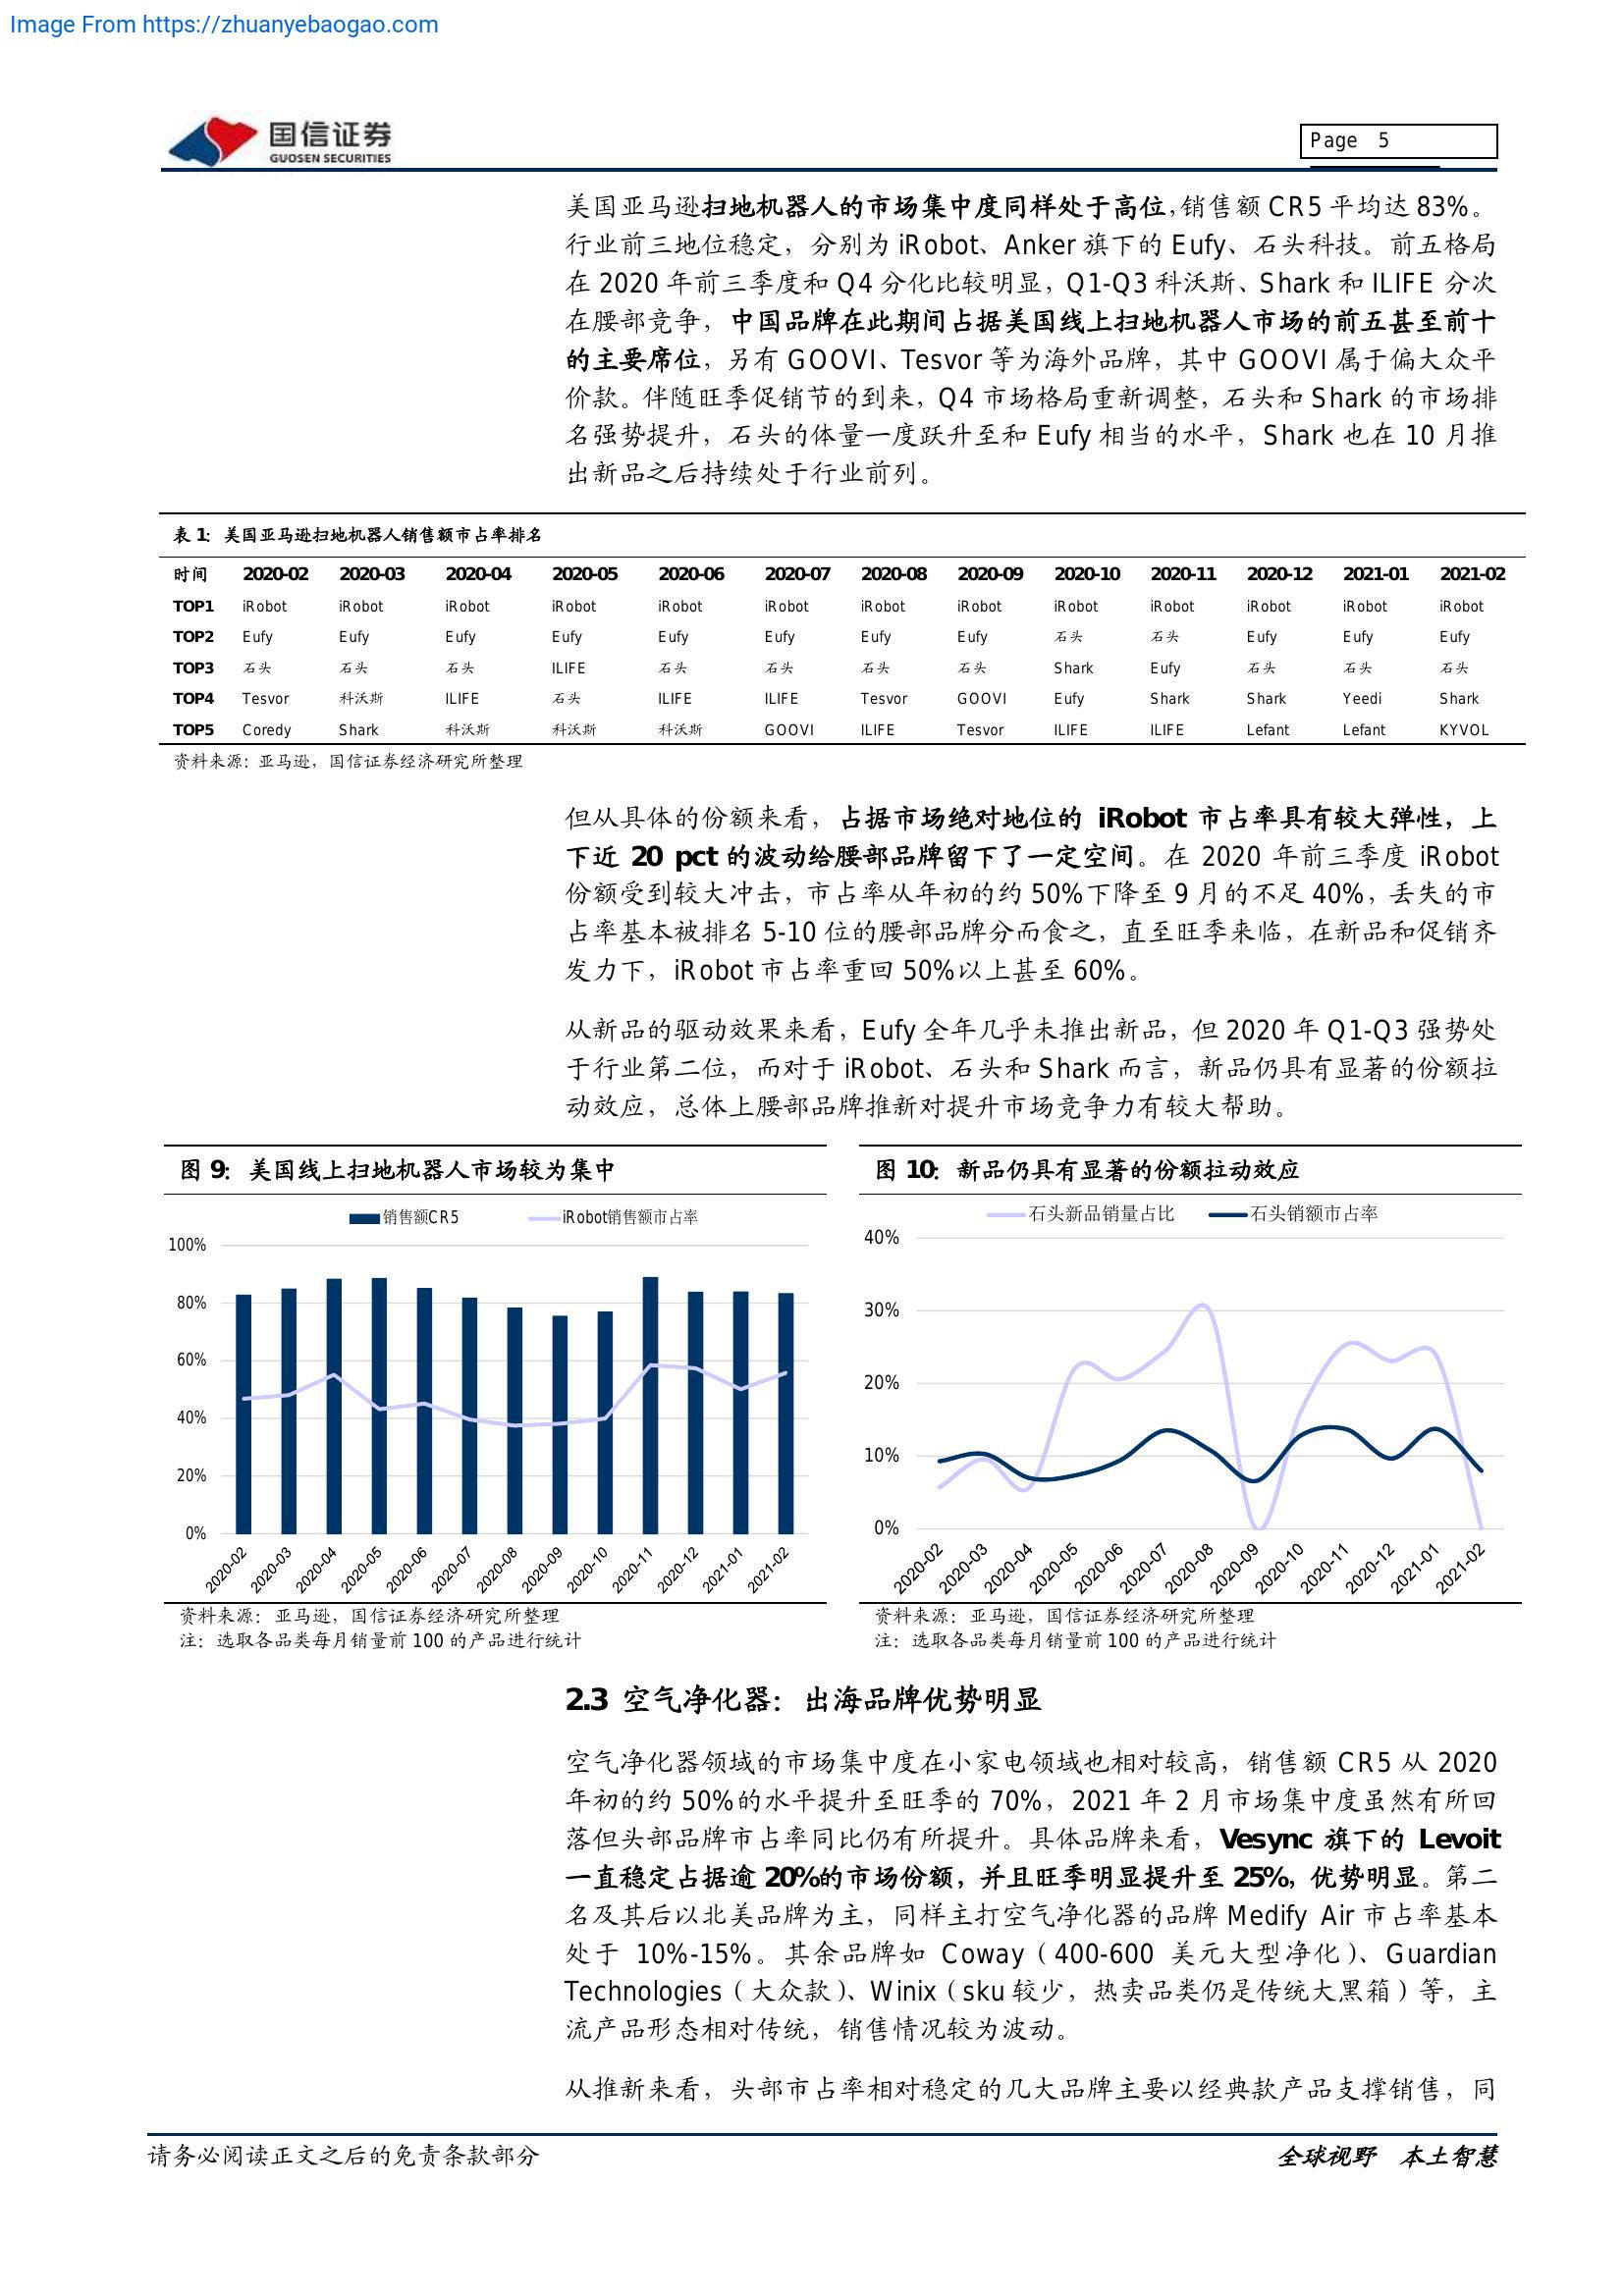 Image From https://zhuanyebaogao.com
国信证券
GUOSEN SECURITIES
Page 5
美国亚马逊扫地机器人的市场集中度同样处于高位，销售额 CR5 平均达 83%。
行业前三地位稳定，分别为 iRobot、Anker 旗下的 Eufy、石头科技。前五格局
在 2020 年前三季度和 Q4 分化比较明显，Q1-Q3 科沃斯、Shark 和 ILIFE 分次
在腰部竞争，中国品牌在此期间占据美国线上扫地机器人市场的前五甚至前十
的主要席位，另有 GOOVI、Tesvor 等为海外品牌，其中 GOOVI 属于偏大众平
价款。伴随旺季促销节的到来，Q4 市场格局重新调整，石头和 Shark 的市场排
名强势提升，石头的体量一度跃升至和 Eufy 相当的水平，Shark 也在 10 月推
出新品之后持续处于行业前列。
表 1：美国亚马逊扫地机器人销售额市占率排名
时间 2020-02 2020-03 2020-04 2020-05 2020-06 2020-07 2020-08 2020-09 2020-10 2020-11 2020-12 2021-01 2021-02
TOP1 iRobot iRobot iRobot iRobot iRobot iRobot iRobot iRobot iRobot iRobot iRobot iRobot iRobot
TOP2 Eufy Eufy Eufy Eufy Eufy Eufy Eufy Eufy 石头 石头 Eufy Eufy Eufy
TOP3 石头 石头 石头 ILIFE 石头 石头 石头 石头 Shark Eufy 石头 石头 石头
TOP4 Tesvor 科沃斯 ILIFE 石头 ILIFE ILIFE Tesvor GOOVI Eufy Shark Shark Yeedi Shark
TOP5 Coredy Shark 科沃斯 科沃斯 科沃斯 GOOVI ILIFE Tesvor ILIFE ILIFE Lefant Lefant KYVOL
资料来源：亚马逊，国信证券经济研究所整理
但从具体的份额来看，占据市场绝对地位的 iRobot 市占率具有较大弹性，上
下近 20 pct 的波动给腰部品牌留下了一定空间。在 2020 年前三季度 iRobot
份额受到较大冲击，市占率从年初的约 50%下降至 9 月的不足 40%，丢失的市
占率基本被排名 5-10 位的腰部品牌分而食之，直至旺季来临，在新品和促销齐
发力下，iRobot 市占率重回 50%以上甚至 60%。
从新品的驱动效果来看，Eufy 全年几乎未推出新品，但 2020 年 Q1-Q3 强势处
于行业第二位，而对于 iRobot、石头和 Shark 而言，新品仍具有显著的份额拉
动效应，总体上腰部品牌推新对提升市场竞争力有较大帮助。
图 9：美国线上扫地机器人市场较为集中
销售额CR5 iRobot销售额市占率
100%
80%
60%
40%
20%
0%
2020-02 2020-03 2020-04 2020-05 2020-06 2020-07 2020-08 2020-09 2020-10 2020-11 2020-12 2021-01 2021-02
资料来源：亚马逊，国信证券经济研究所整理
注：选取各品类每月销量前 100 的产品进行统计
图 10：新品仍具有显著的份额拉动效应
石头新品销量占比 石头销额市占率
40%
30%
20%
10%
0%
2020-02 2020-03 2020-04 2020-05 2020-06 2020-07 2020-08 2020-09 2020-10 2020-11 2020-12 2021-01 2021-02
资料来源：亚马逊，国信证券经济研究所整理
注：选取各品类每月销量前 100 的产品进行统计
2.3 空气净化器：出海品牌优势明显
空气净化器领域的市场集中度在小家电领域也相对较高，销售额 CR5 从 2020
年初的约 50%的水平提升至旺季的 70%，2021 年 2 月市场集中度虽然有所回
落但头部品牌市占率同比仍有所提升。具体品牌来看，Vesync 旗下的 Levoit
一直稳定占据逾 20%的市场份额，并且旺季明显提升至 25%，优势明显。第二
名及其后以北美品牌为主，同样主打空气净化器的品牌 Medify Air 市占率基本
处于 10%-15%。其余品牌如 Coway（400-600 美元大型净化）、Guardian
Technologies（大众款）、Winix（sku 较少，热卖品类仍是传统大黑箱）等，主
流产品形态相对传统，销售情况较为波动。
从推新来看，头部市占率相对稳定的几大品牌主要以经典款产品支撑销售，同
请务必阅读正文之后的免责条款部分
全球视野 本土智慧